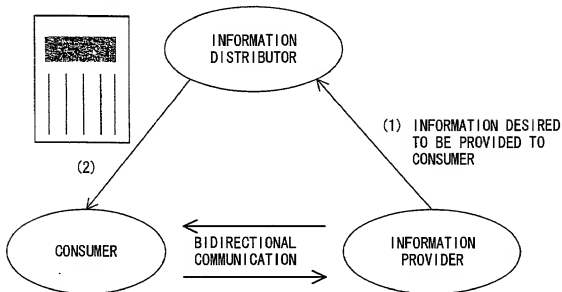 INFORMATION
DISTRIBUTOR
(1) INFORMATION DESIRED
TO BE PROVIDED TO
CONSUMER
(2)
CONSUMER
BIDIRECTIONAL
COMMUNICATION
INFORMATION
PROVIDER